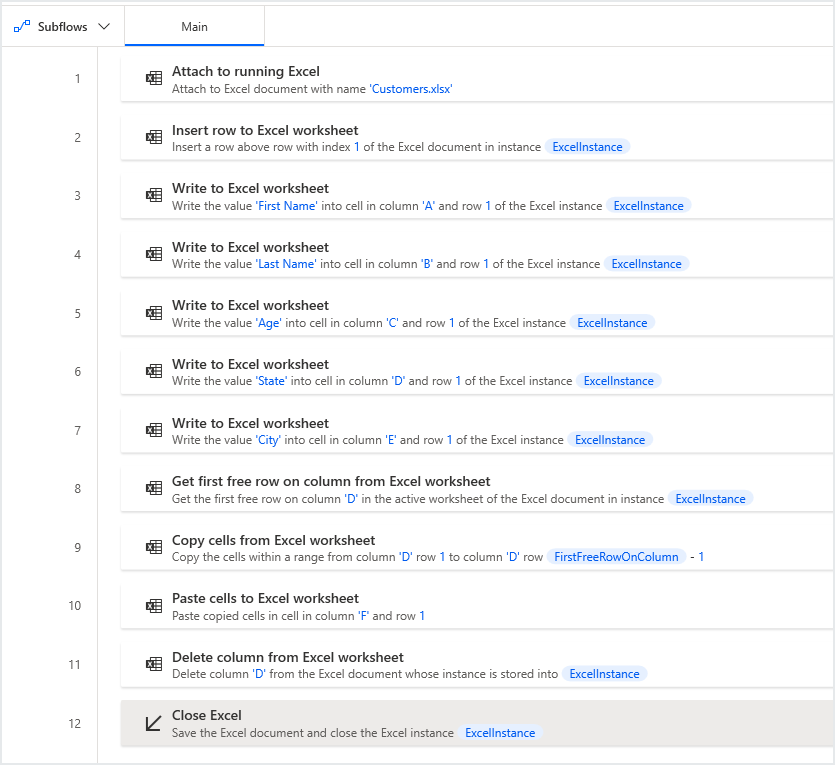 Subflows
Main
1
Attach to running Excel
Attach to Excel document with name 'Customers.xlsx'
2
Insert row to Excel worksheet
Insert a row above row with index 1 of the Excel document in instance ExcelInstance
3
Write to Excel worksheet
Write the value 'First Name' into cell in column 'A' and row 1 of the Excel instance ExcelInstance
4
Write to Excel worksheet
Write the value 'Last Name' into cell in column 'B' and row 1 of the Excel instance ExcelInstance
5
Write to Excel worksheet
Write the value 'Age' into cell in column 'C' and row 1 of the Excel instance ExcelInstance
6
Write to Excel worksheet
Write the value 'State' into cell in column 'D' and row 1 of the Excel instance ExcelInstance
7
Write to Excel worksheet
Write the value 'City' into cell in column 'E' and row 1 of the Excel instance ExcelInstance
8
Get first free row on column from Excel worksheet
Get the first free row on column 'D' in the active worksheet of the Excel document in instance ExcelInstance
9
Copy cells from Excel worksheet
Copy the cells within a range from column 'D' row 1 to column 'D' row FirstFreeRowOnColumn - 1
10
Paste cells to Excel worksheet
Paste copied cells in cell in column 'F' and row 1
11
Delete column from Excel worksheet
Delete column 'D' from the Excel document whose instance is stored into ExcelInstance
12
Close Excel
Save the Excel document and close the Excel instance ExcelInstance